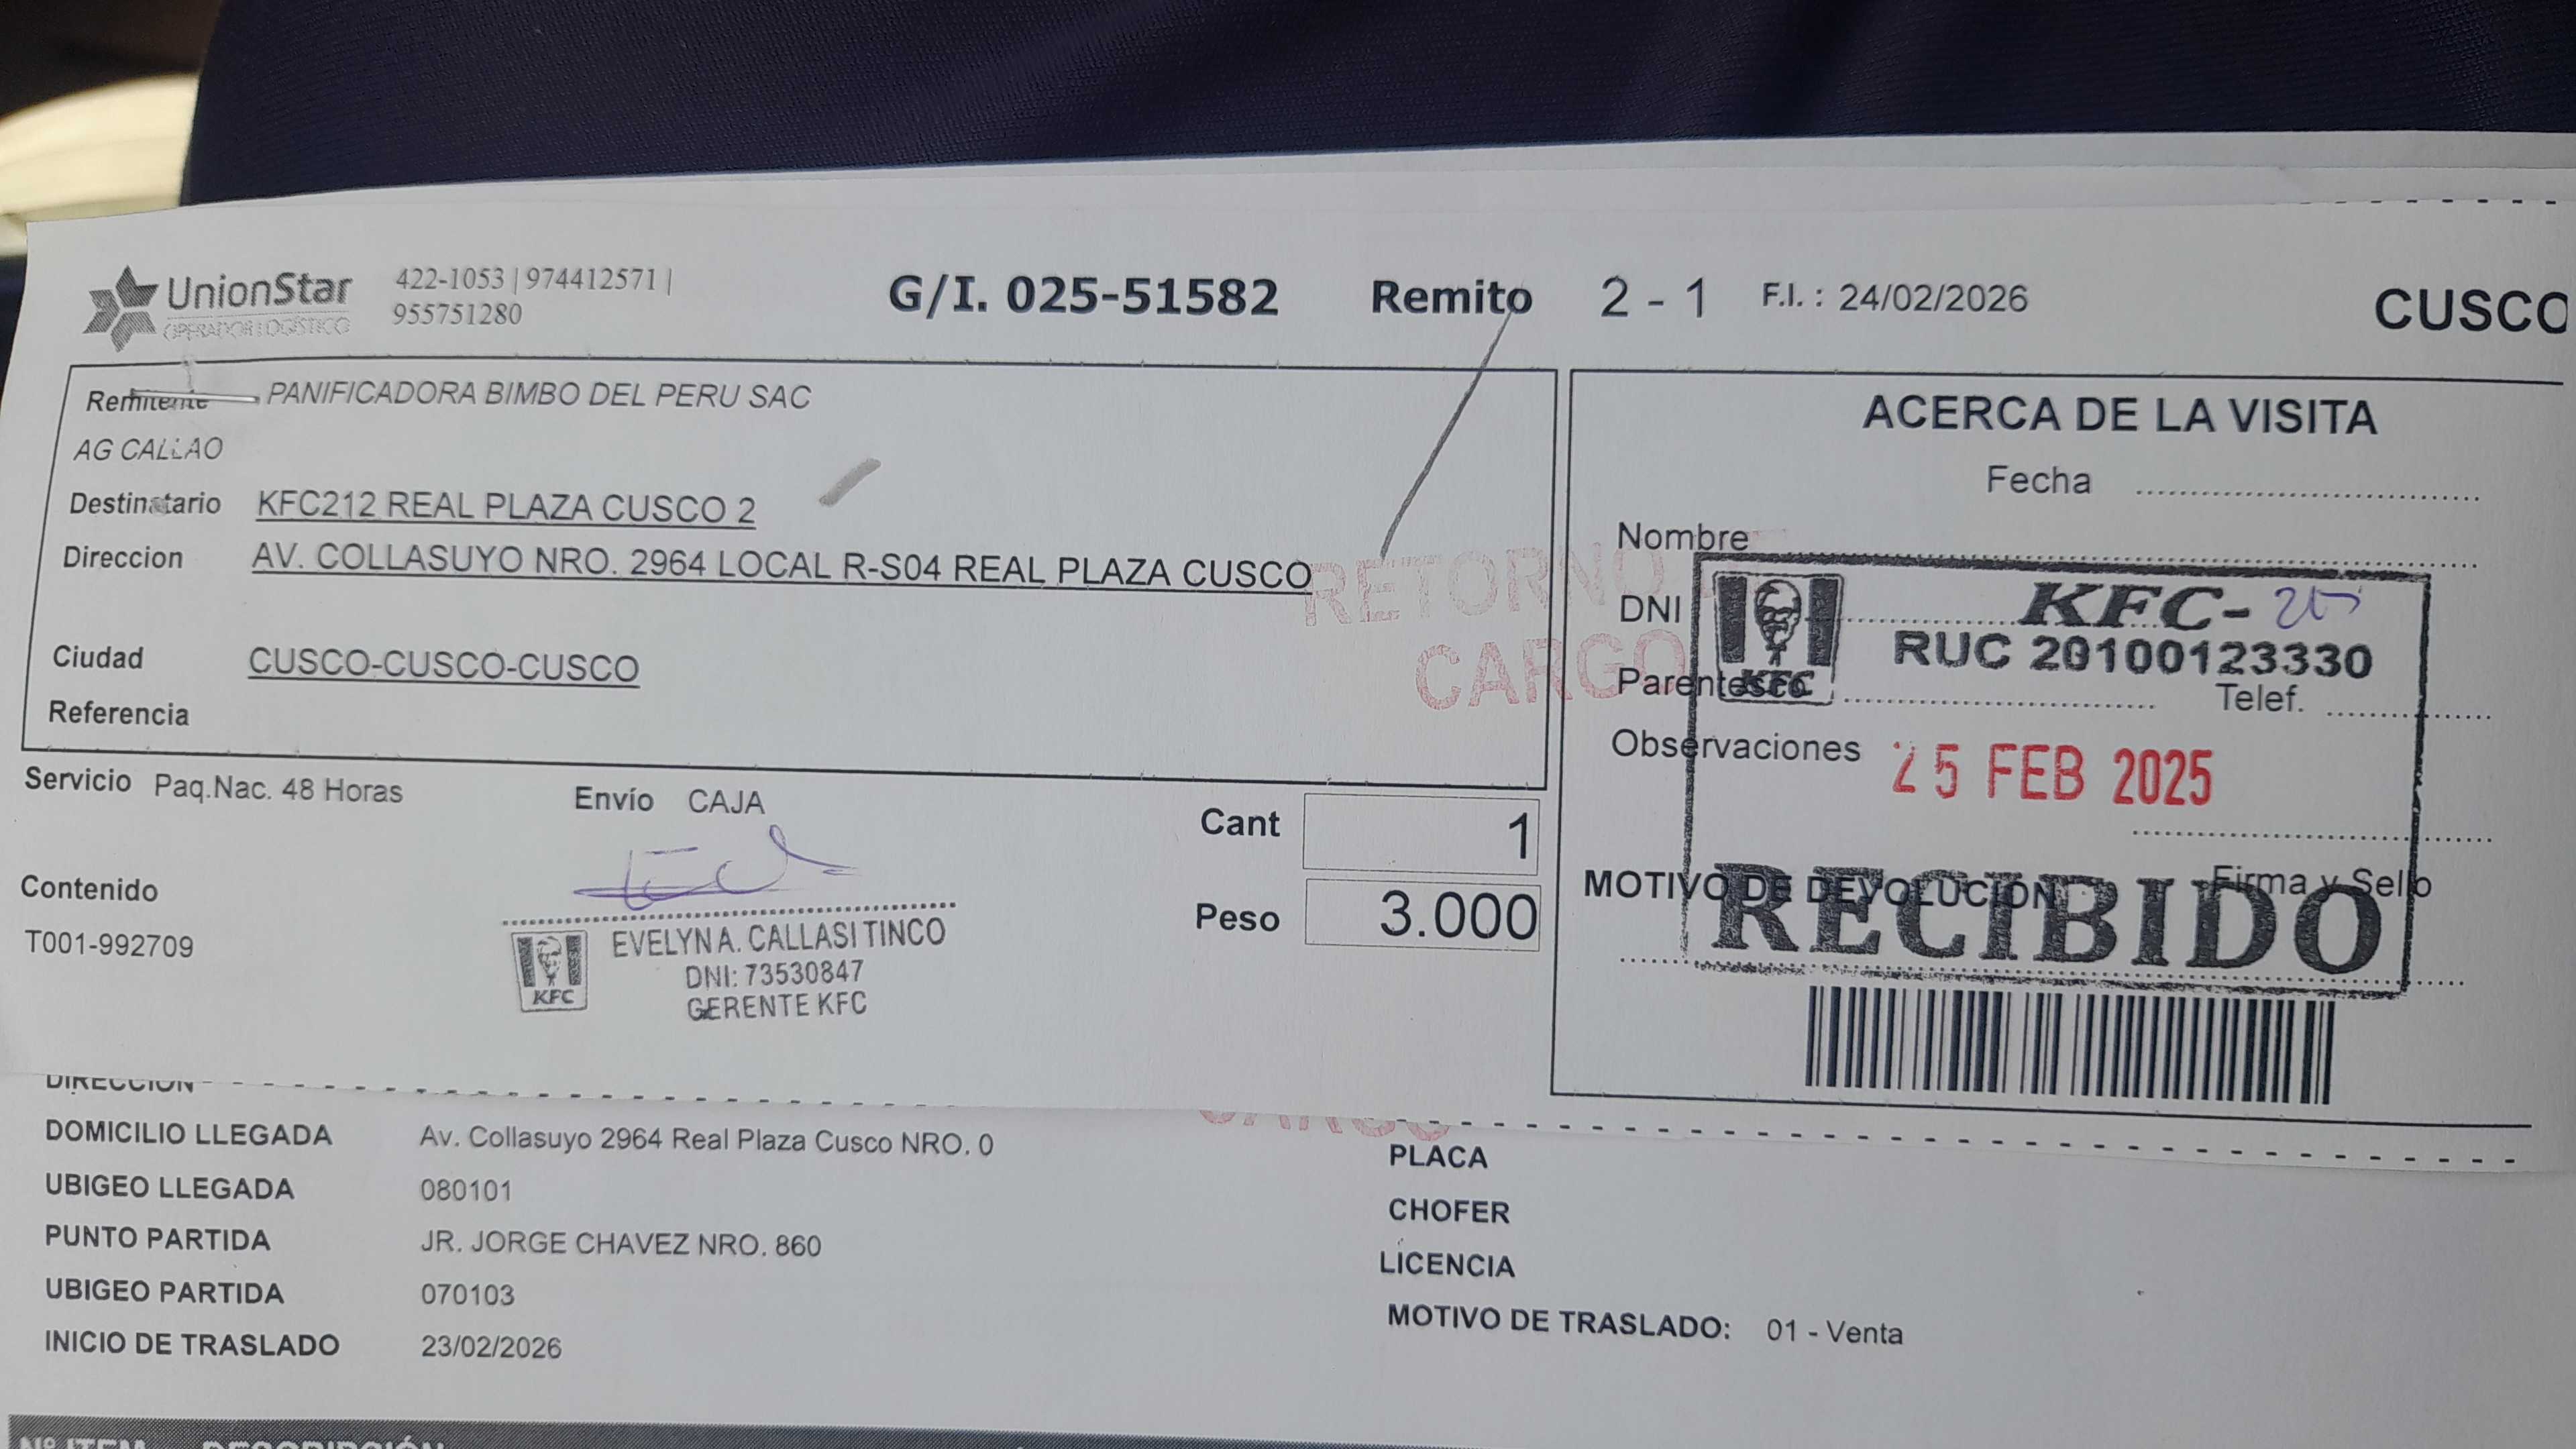 UnionStar
OPERADOR LOGÍSTICO
422-1053 | 974412571 |
955751280
G/I. 025-51582 Remito 2 - 1 F.I. : 24/02/2026 CUSCO
Remitente PANIFICADORA BIMBO DEL PERU SAC
AG CALLAO
Destinatario KFC212 REAL PLAZA CUSCO 2
Direccion AV. COLLASUYO NRO. 2964 LOCAL R-S04 REAL PLAZA CUSCO
Ciudad CUSCO-CUSCO-CUSCO
Referencia
RETORNO
CARGO
Servicio Paq.Nac. 48 Horas Envío CAJA
Cant 1
Peso 3.000
Contenido
T001-992709
EVELYN A. CALLASI TINCO
DNI: 73530847
GERENTE KFC
KFC
ACERCA DE LA VISITA
Fecha
Nombre
DNI
Parentesco
Telef.
Observaciones
Firma y Sello
MOTIVO DE DEVOLUCION
KFC
KFC-
RUC 20100123330
25 FEB 2025
RECIBIDO
DIRECCION
DOMICILIO LLEGADA Av. Collasuyo 2964 Real Plaza Cusco NRO. 0
UBIGEO LLEGADA 080101
PUNTO PARTIDA JR. JORGE CHAVEZ NRO. 860
UBIGEO PARTIDA 070103
INICIO DE TRASLADO 23/02/2026
CARGO
PLACA
CHOFER
LICENCIA
MOTIVO DE TRASLADO: 01 - Venta
Nº ITEM DESCRIPCIÓN